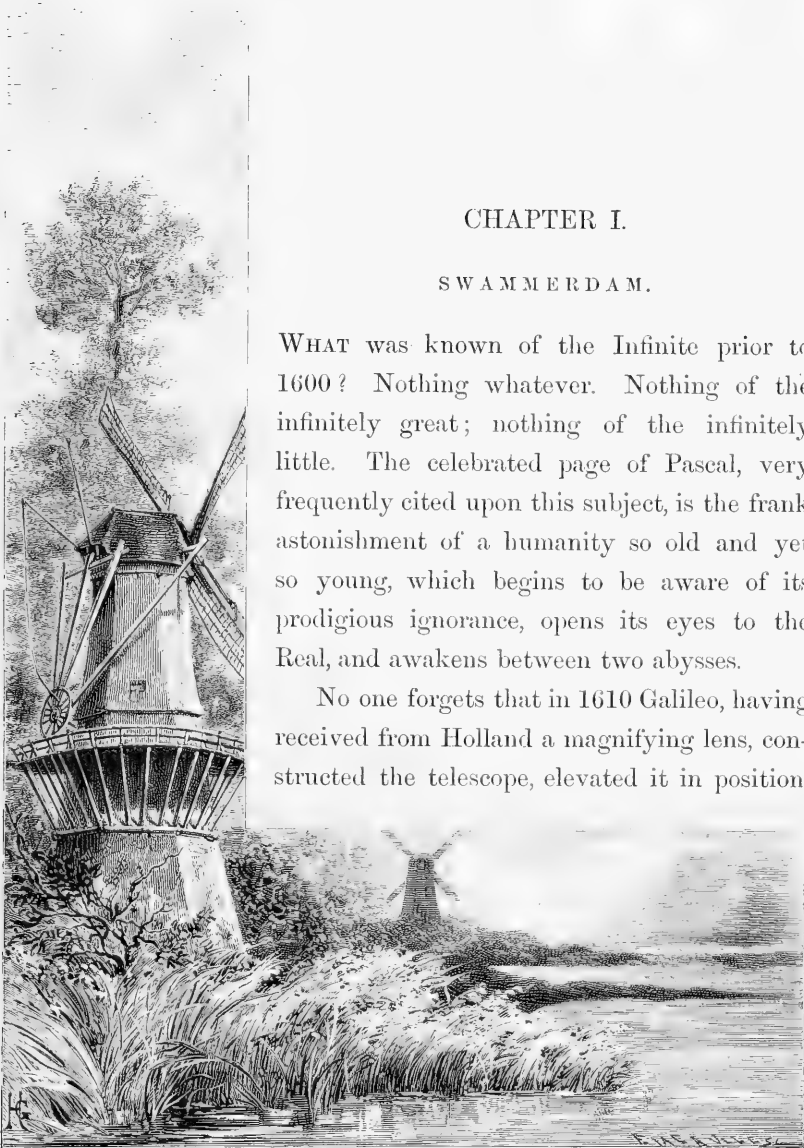 CHAPTER I.
SWAMMERDAM.
WHAT was known of the Infinite prior to
1600? Nothing whatever. Nothing of the
infinitely great; nothing of the infinitely
little. The celebrated page of Pascal, very
frequently cited upon this subject, is the frank
astonishment of a humanity so old and yet
so young, which begins to be aware of its
prodigious ignorance, opens its eyes to the
Real, and awakens between two abysses.
No one forgets that in 1610 Galileo, having
received from Holland a magnifying lens, con-
structed the telescope, elevated it in position